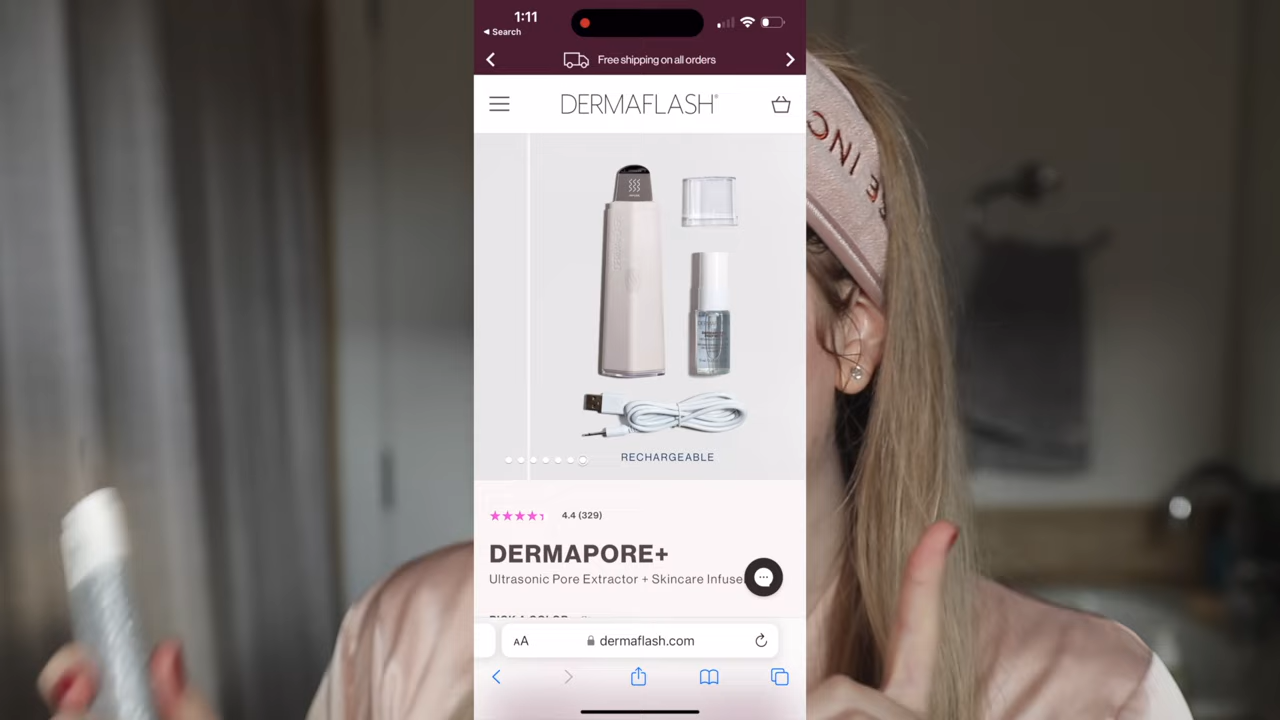 1:11
Search
Free shipping on all orders
DERMAFLASH®
RECHARGEABLE
4.4 (329)
DERMAPORE+
Ultrasonic Pore Extractor + Skincare Infuse
AA
dermaflash.com
E INC